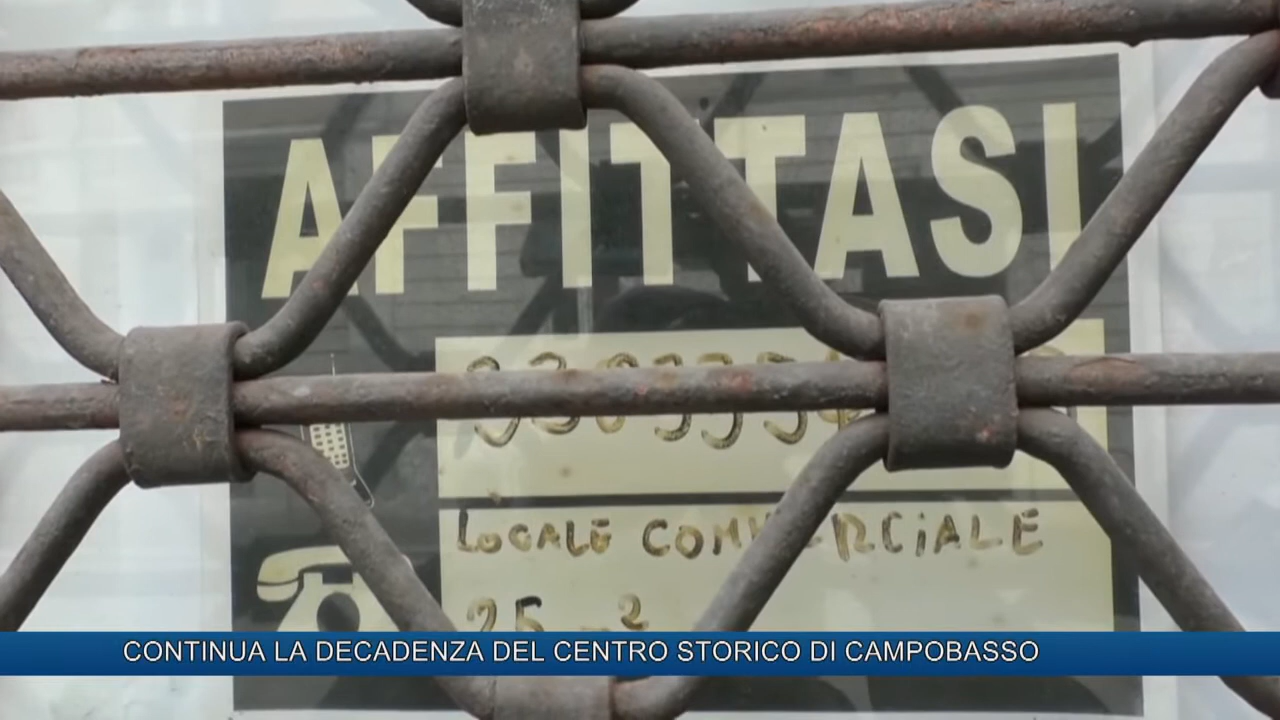 AFFITTASI
LOCALE COMMERCIALE
CONTINUA LA DECADENZA DEL CENTRO STORICO DI CAMPOBASSO